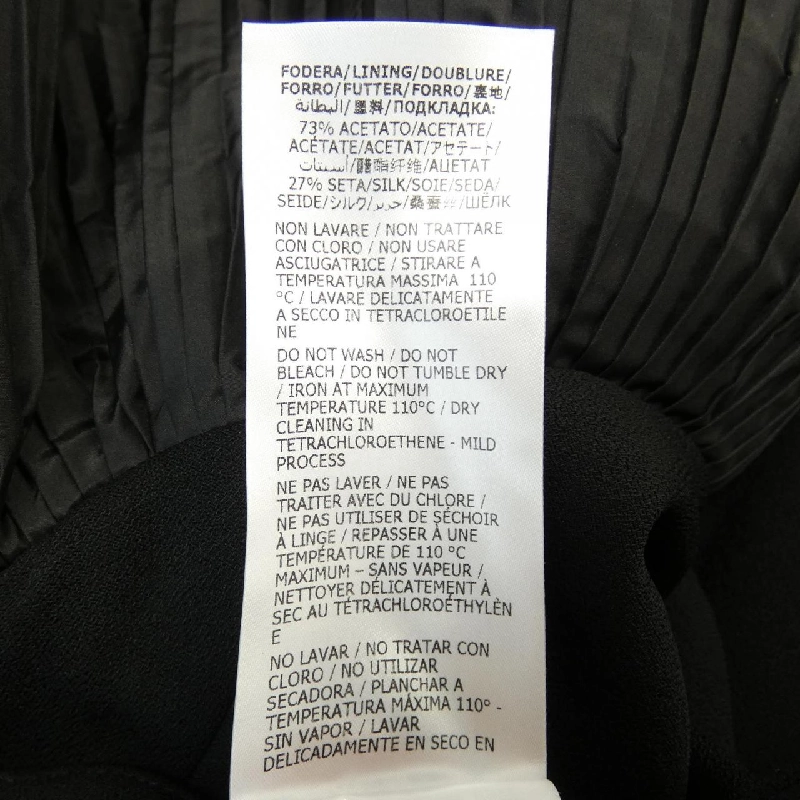 FODERA/LINING/DOUBLURE/
FORRO/FUTTER/FORRO/裏地/
البطانة/里料/ПОДКЛАДКА:
73% ACETATO/ACETATE/
ACÉTATE/ACETAT/アセテート/
أسيتات/醋酯纤维/АЦЕТАТ
27% SETA/SILK/SOIE/SEDA/
SEIDE/シルク/حرير/桑蚕丝/ШЁЛК
NON LAVARE / NON TRATTARE
CON CLORO / NON USARE
ASCIUGATRICE / STIRARE A
TEMPERATURA MASSIMA 110
°C / LAVARE DELICATAMENTE
A SECCO IN TETRACLOROETILE
NE
DO NOT WASH / DO NOT
BLEACH / DO NOT TUMBLE DRY
/ IRON AT MAXIMUM
TEMPERATURE 110°C / DRY
CLEANING IN
TETRACHLOROETHENE - MILD
PROCESS
NE PAS LAVER / NE PAS
TRAITER AVEC DU CHLORE /
NE PAS UTILISER DE SÉCHOIR
À LINGE / REPASSER À UNE
TEMPÉRATURE DE 110 °C
MAXIMUM – SANS VAPEUR /
NETTOYER DÉLICATEMENT À
SEC AU TÉTRACHLOROÉTHYLÈN
E
NO LAVAR / NO TRATAR CON
CLORO / NO UTILIZAR
SECADORA / PLANCHAR A
TEMPERATURA MÁXIMA 110° -
SIN VAPOR / LAVAR
DELICADAMENTE EN SECO EN